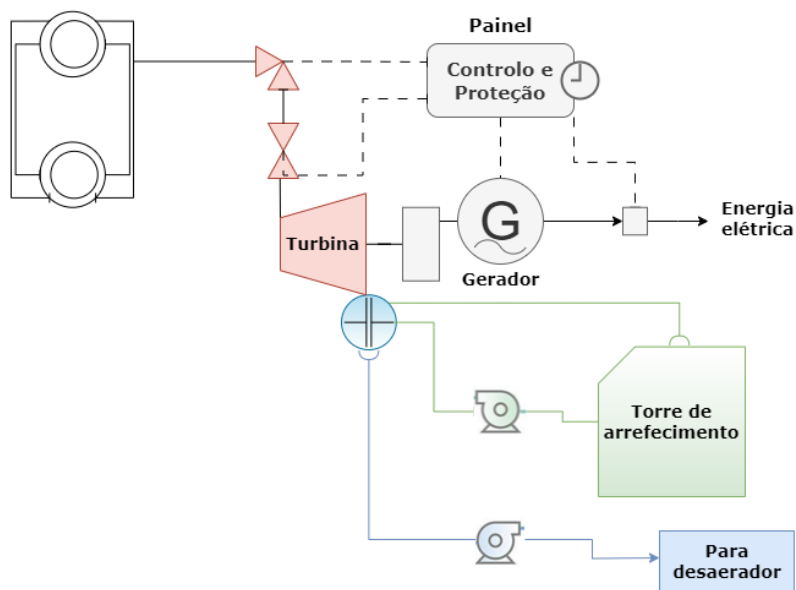 Painel
Controlo e
Proteção
G
Energia
elétrica
Turbina
Gerador
Torre de
arrefecimento
Para
desaerador